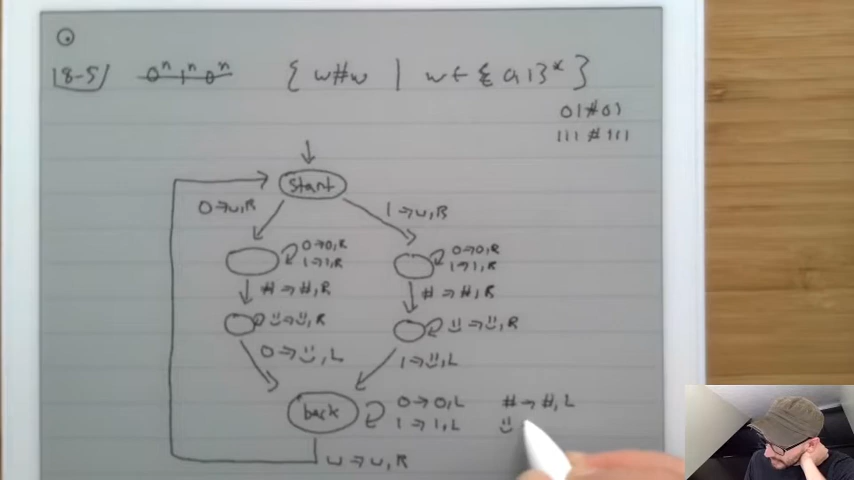 18-5/ 0ⁿ1ⁿ0ⁿ { w#w | w ∈ {0,1}* }
01#01
111#111
start
0→⊔,R 1→⊔,R
0→0,R 0→0,R
1→1,R 1→1,R
#→#,R #→#,R
☺→☺,R ☺→☺,R
0→☺,L 1→☺,L
back 0→0,L #→#,L
1→1,L ☺
⊔→⊔,R